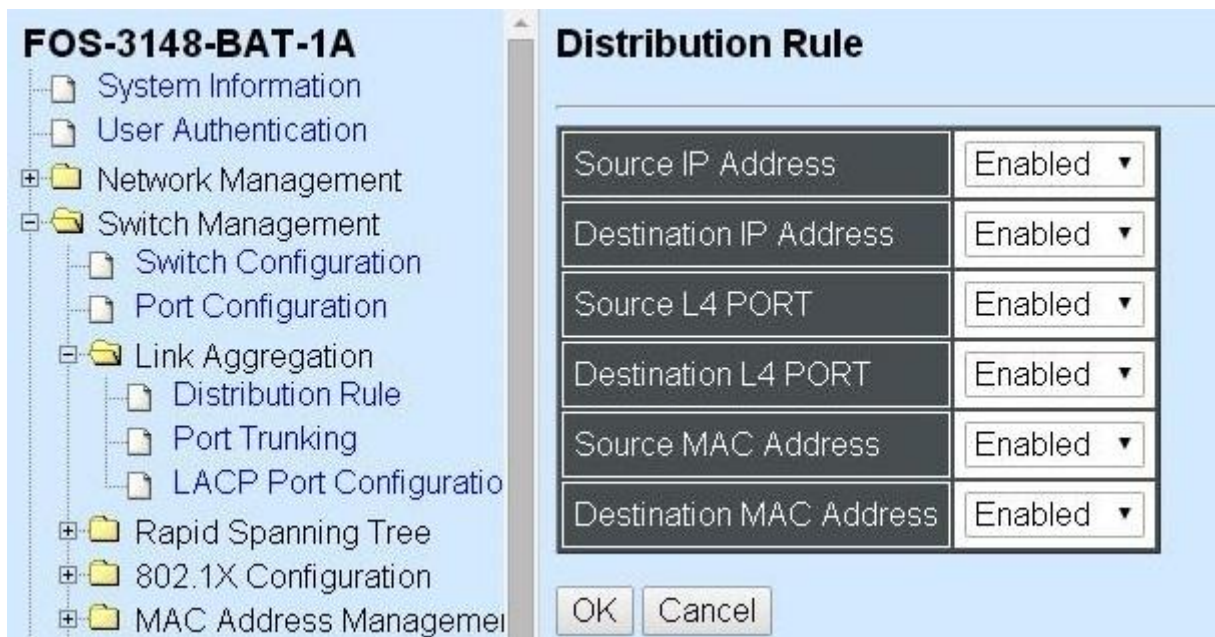 FOS-3148-BAT-1A
System Information
User Authentication
Network Management
Switch Management
Switch Configuration
Port Configuration
Link Aggregation
Distribution Rule
Port Trunking
LACP Port Configuratio
Rapid Spanning Tree
802.1X Configuration
MAC Address Managemer
Distribution Rule
Source IP Address Enabled
Destination IP Address Enabled
Source L4 PORT Enabled
Destination L4 PORT Enabled
Source MAC Address Enabled
Destination MAC Address Enabled
OK Cancel